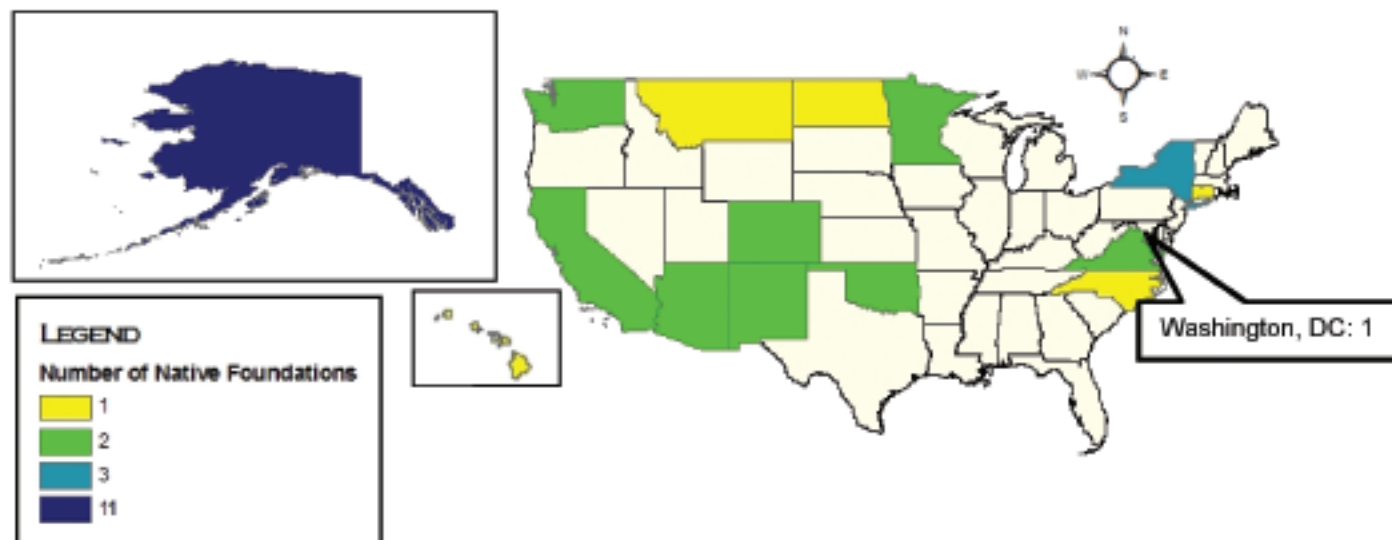 N
W E
S
LEGEND
Number of Native Foundations
1
2
3
11
Washington, DC: 1